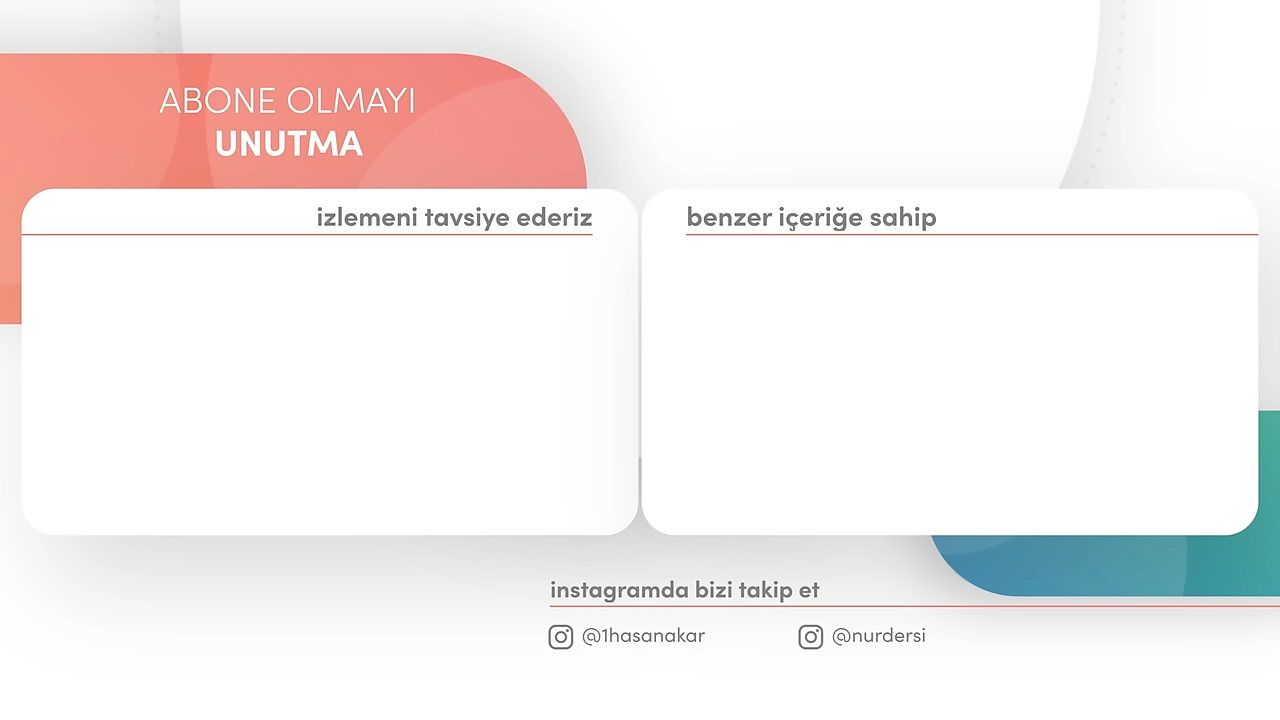 ABONE OLMAYI
UNUTMA
izlemeni tavsiye ederiz
benzer içeriğe sahip
instagramda bizi takip et
@1hasanakar
@nurdersi